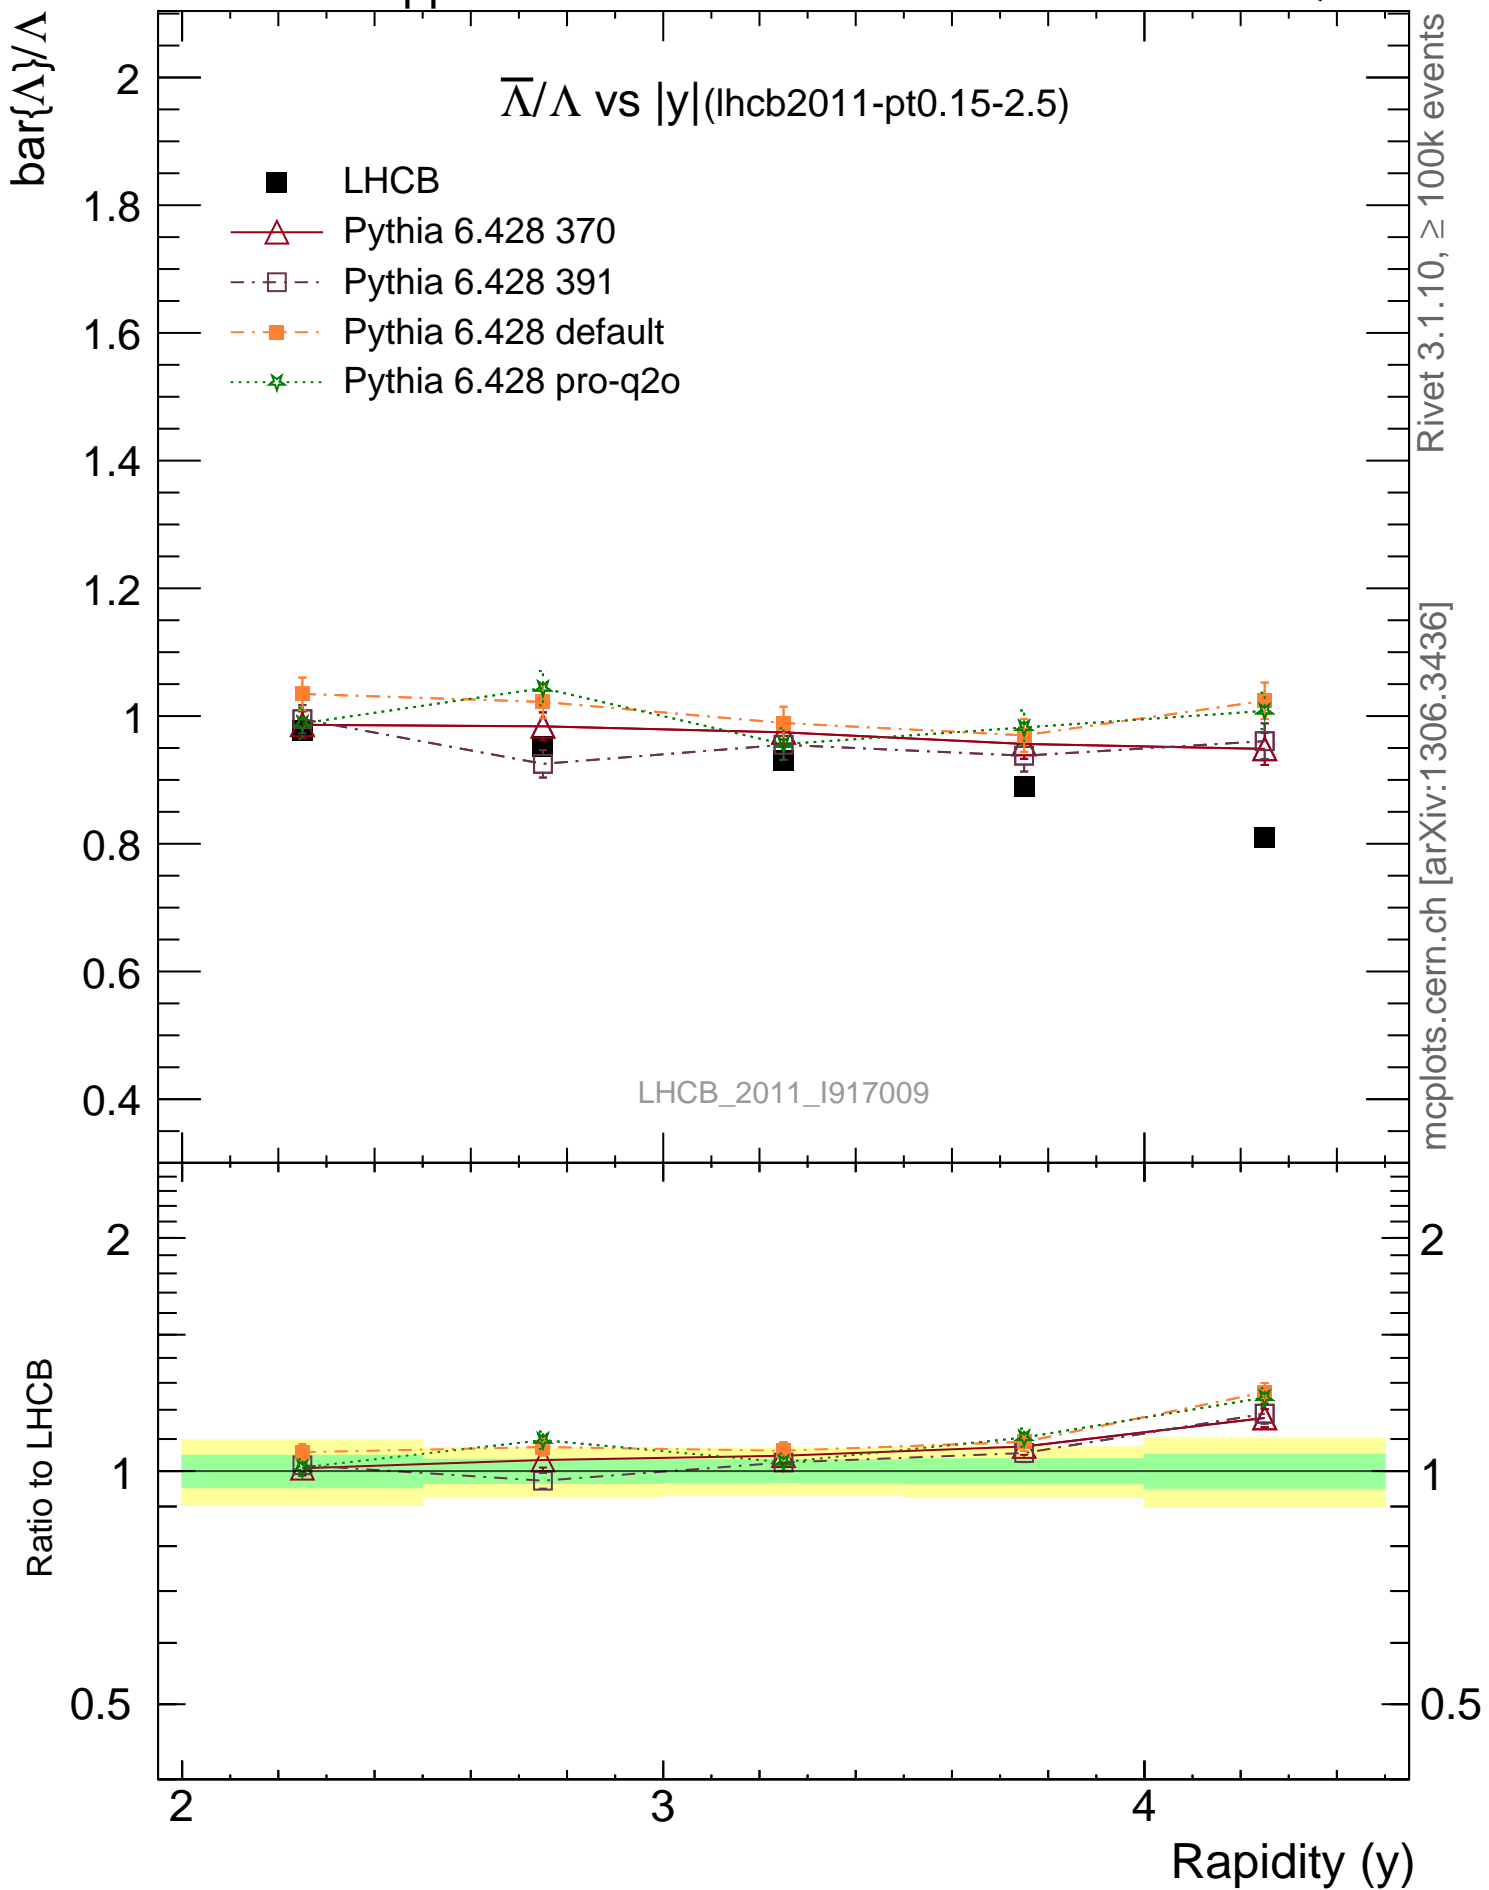 bar{Λ}/Λ
Λ̅/Λ vs |y|(lhcb2011-pt0.15-2.5)
LHCB
Pythia 6.428 370
Pythia 6.428 391
Pythia 6.428 default
Pythia 6.428 pro-q2o
2
1.8
1.6
1.4
1.2
1
0.8
0.6
0.4
LHCB_2011_I917009
Rivet 3.1.10, ≥ 100k events
mcplots.cern.ch [arXiv:1306.3436]
Ratio to LHCB
2
1
0.5
2
1
0.5
2
3
4
Rapidity (y)